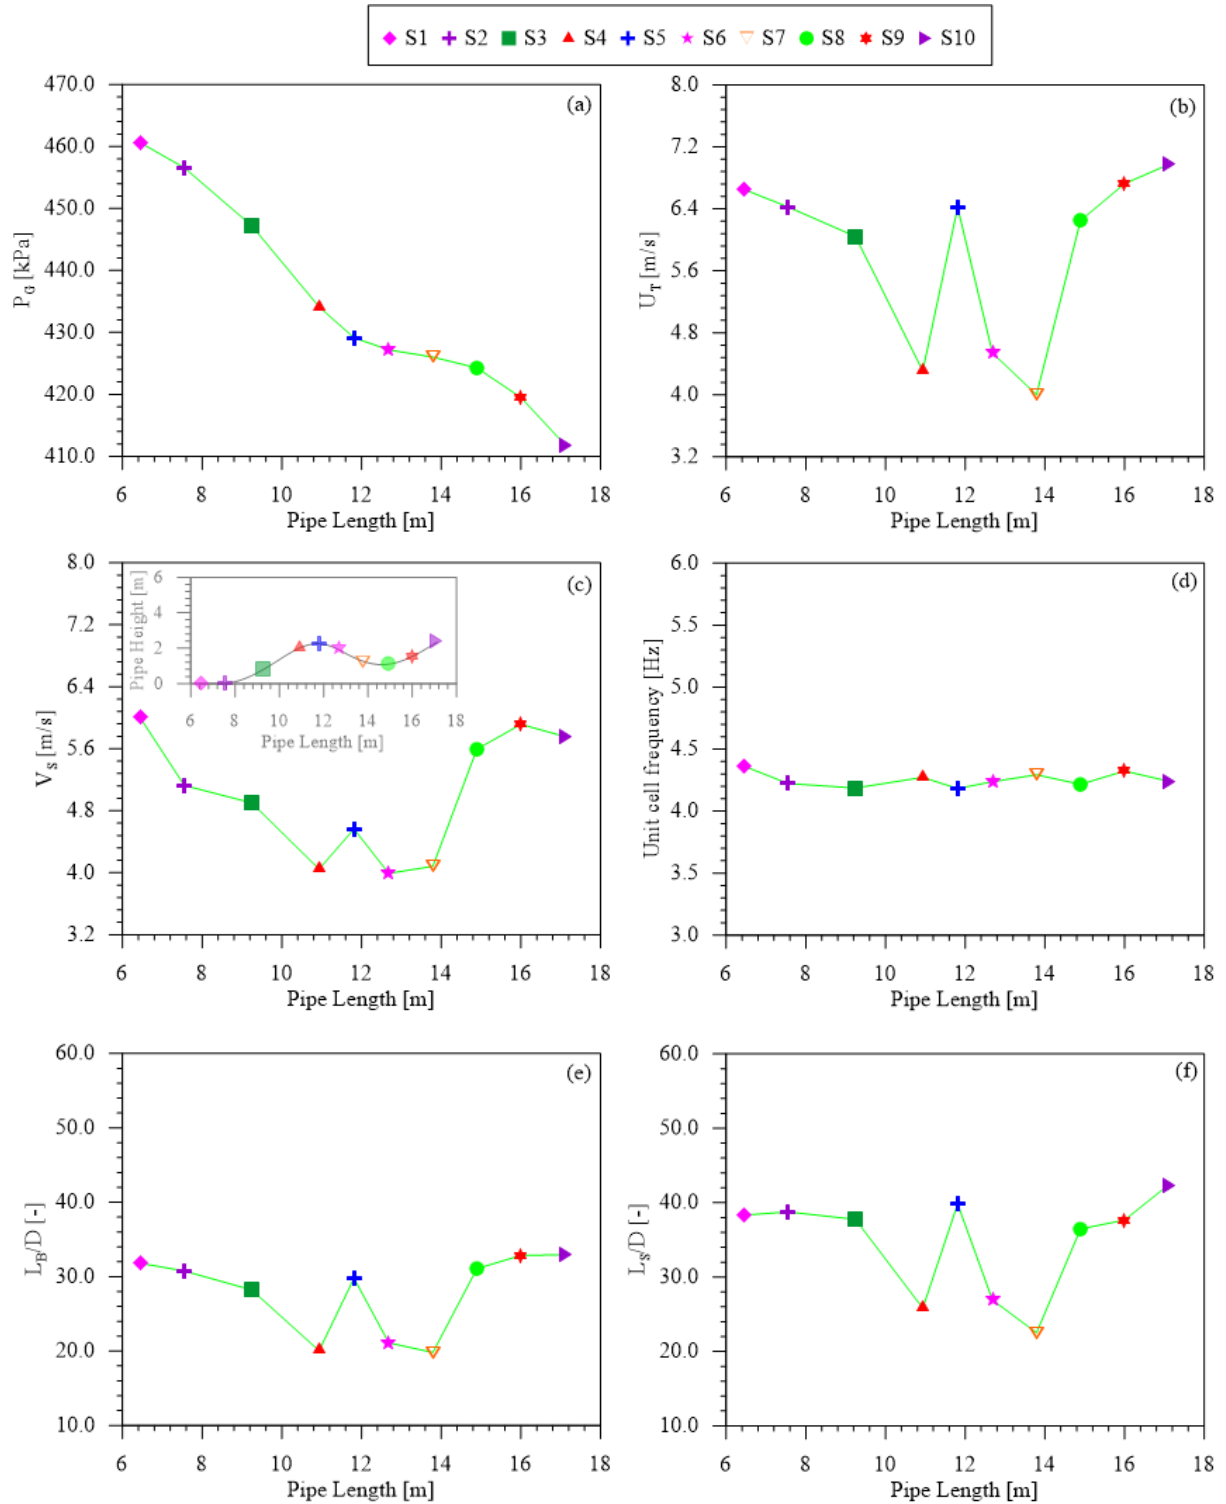 S1 S2 S3 S4 S5 S6 S7 S8 S9 S10
(a)
P_G [kPa]
470.0
460.0
450.0
440.0
430.0
420.0
410.0
6 8 10 12 14 16 18
Pipe Length [m]
(b)
U_T [m/s]
8.0
7.2
6.4
5.6
4.8
4.0
3.2
6 8 10 12 14 16 18
Pipe Length [m]
(c)
V_S [m/s]
8.0
7.2
6.4
5.6
4.8
4.0
3.2
6 8 10 12 14 16 18
Pipe Length [m]
Pipe Height [m]
6
4
2
0
6 8 10 12 14 16 18
Pipe Length [m]
(d)
Unit cell frequency [Hz]
6.0
5.5
5.0
4.5
4.0
3.5
3.0
6 8 10 12 14 16 18
Pipe Length [m]
(e)
L_B/D [-]
60.0
50.0
40.0
30.0
20.0
10.0
6 8 10 12 14 16 18
Pipe Length [m]
(f)
L_S/D [-]
60.0
50.0
40.0
30.0
20.0
10.0
6 8 10 12 14 16 18
Pipe Length [m]